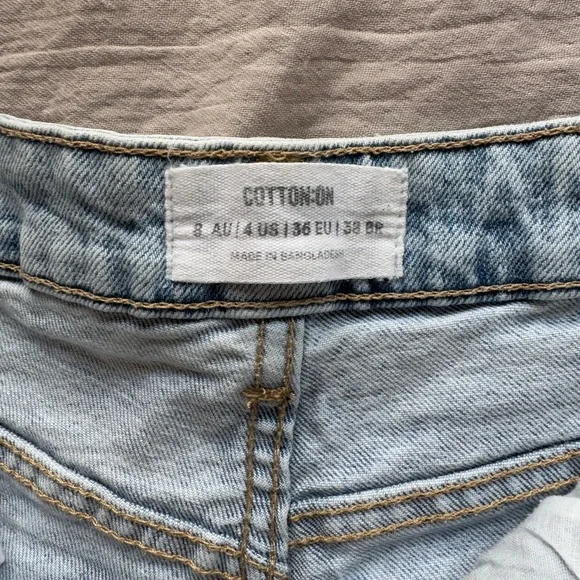 COTTON:ON
8 AU | 4 US | 36 EU | 38 BR
MADE IN BANGLADESH